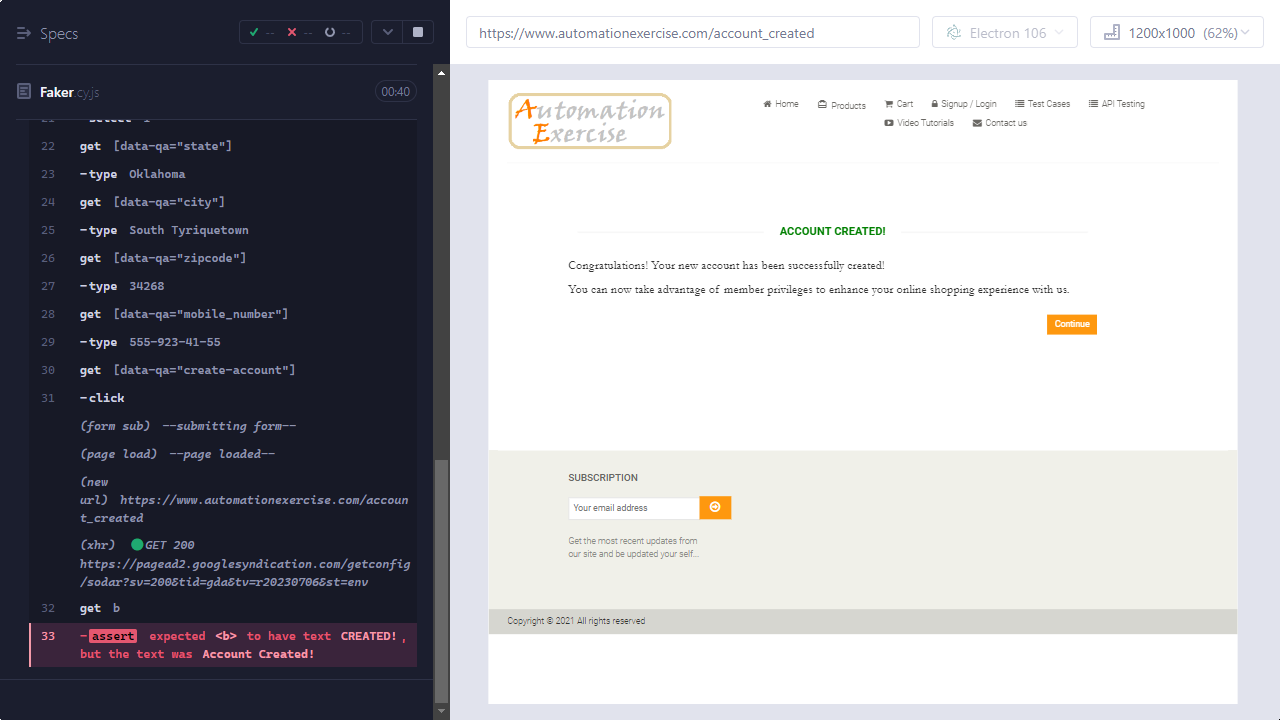 Specs
--
--
--
Faker.cy.js
00:40
22 get [data-qa="state"]
23 -type Oklahoma
24 get [data-qa="city"]
25 -type South Tyriquetown
26 get [data-qa="zipcode"]
27 -type 34268
28 get [data-qa="mobile_number"]
29 -type 555-923-41-55
30 get [data-qa="create-account"]
31 -click
(form sub) --submitting form--
(page load) --page loaded--
(new
url) https://www.automationexercise.com/accoun
t_created
(xhr) GET 200
https://pagead2.googlesyndication.com/getconfig
/sodar?sv=200&tid=gda&tv=r20230706&st=env
32 get b
33 -assert expected <b> to have text CREATED!,
but the text was Account Created!
https://www.automationexercise.com/account_created
Electron 106
1200x1000 (62%)
Automation
Exercise
Home Products Cart Signup / Login Test Cases API Testing
Video Tutorials Contact us
ACCOUNT CREATED!
Congratulations! Your new account has been successfully created!
You can now take advantage of member privileges to enhance your online shopping experience with us.
Continue
SUBSCRIPTION
Your email address
Get the most recent updates from
our site and be updated your self...
Copyright © 2021 All rights reserved